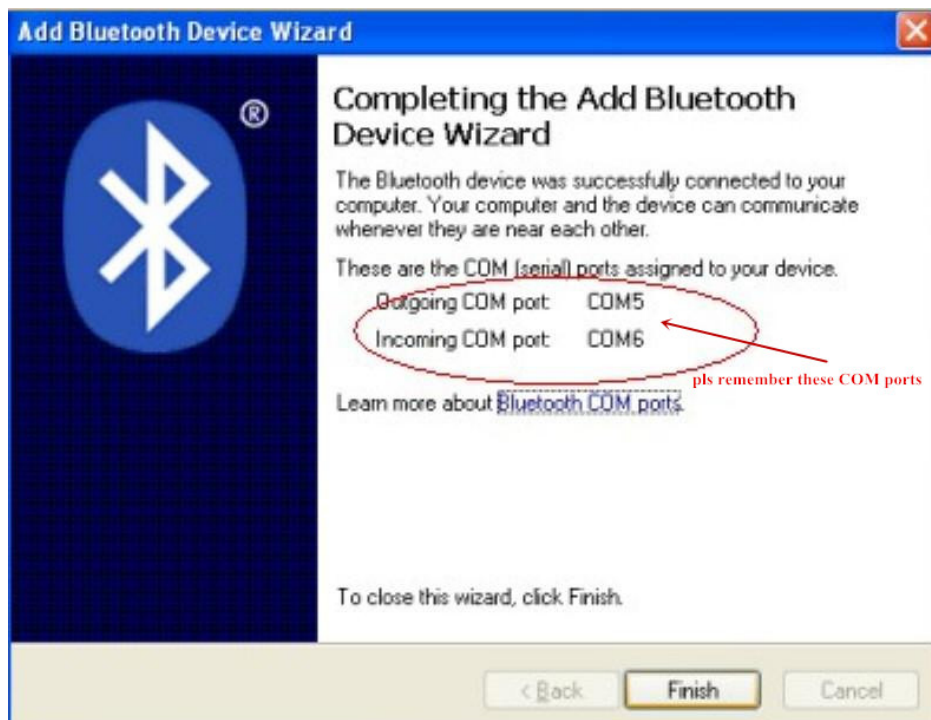 Add Bluetooth Device Wizard
®
Completing the Add Bluetooth
Device Wizard
The Bluetooth device was successfully connected to your
computer. Your computer and the device can communicate
whenever they are near each other.
These are the COM (serial) ports assigned to your device.
Outgoing COM port: COM5
Incoming COM port: COM6
pls remember these COM ports
Learn more about Bluetooth COM ports.
To close this wizard, click Finish.
< Back Finish Cancel